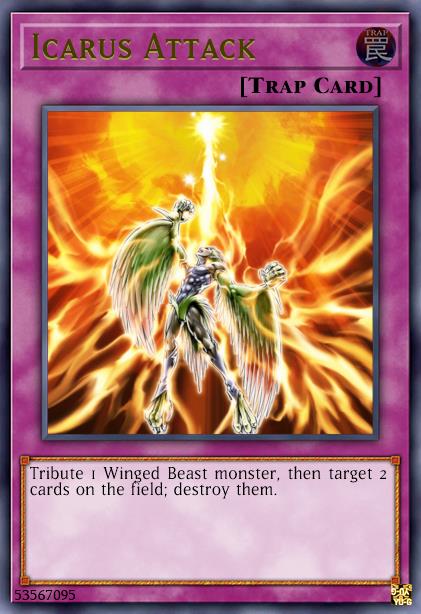 Icarus Attack
TRAP
罠
[Trap Card]
Tribute 1 Winged Beast monster, then target 2
cards on the field; destroy them.
53567095